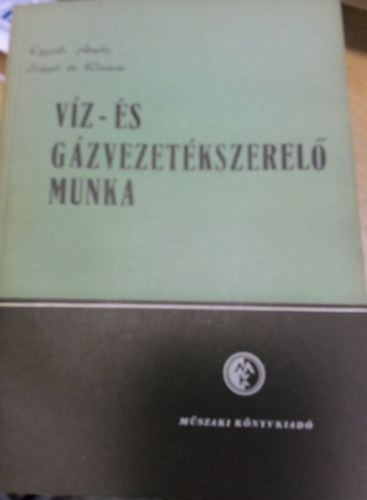 VÍZ - ÉS
GÁZVEZETÉKSZERELŐ
MUNKA
MŰSZAKI KÖNYVKIADÓ